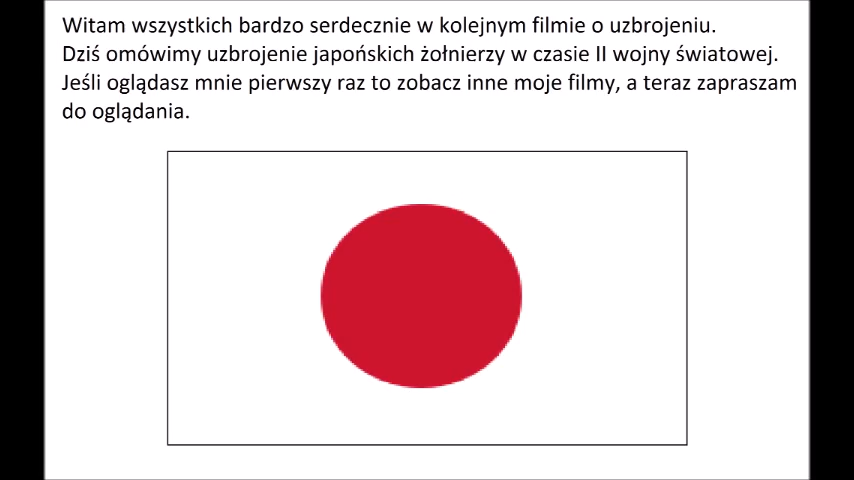 Witam wszystkich bardzo serdecznie w kolejnym filmie o uzbrojeniu.
Dziś omówimy uzbrojenie japońskich żołnierzy w czasie II wojny światowej.
Jeśli oglądasz mnie pierwszy raz to zobacz inne moje filmy, a teraz zapraszam
do oglądania.